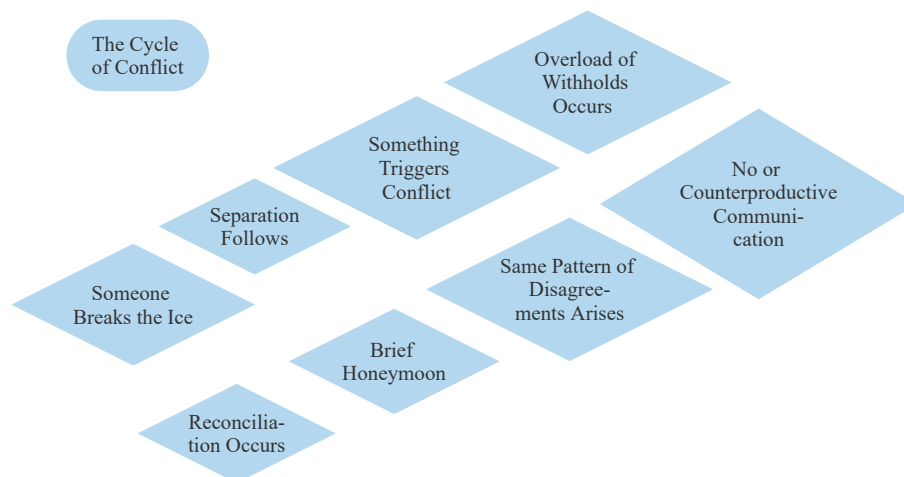 The Cycle
of Conflict
Overload of
Withholds
Occurs
Something
Triggers
Conflict
No or
Counterproductive
Communi-
cation
Separation
Follows
Same Pattern of
Disagree-
ments Arises
Someone
Breaks the Ice
Brief
Honeymoon
Reconcilia-
tion Occurs